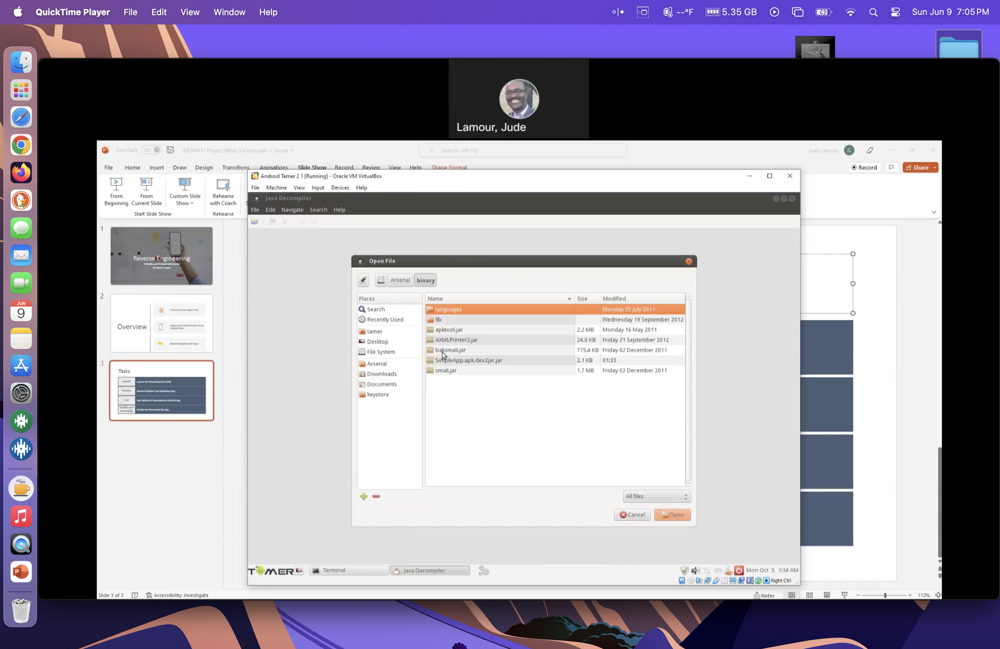 QuickTime Player File Edit View Window Help
--°F 5.35 GB Sun Jun 9 7:05 PM
JUN
9
Lamour, Jude
AutoSave On NETW411 Project Week 5 Video.pptx • Saved
Search (Alt+Q)
Jude Lamour JL
File Home Insert Draw Design Transitions Animations Slide Show Record Review View Help Shape Format
Record Share
From Beginning
From Current Slide
Custom Slide Show
Rehearse with Coach
Start Slide Show
Rehearse
1
Reverse Engineering
NETW411 Project
2
Overview
Connect to the Tamer VM.
Explore the Build Process of an Android App.
Reverse Engineer the App.
3
Tasks
Launch Launch the Virtual Machine (VM).
Reverse Reverse-Engineer the SimpleApp App.
Use Use Apktool to Decompile an Android App.
Modify and Recompile Modify and Recompile the App.
Android Tamer 2 1 [Running] - Oracle VM VirtualBox
File Machine View Input Devices Help
Java Decompiler
File Edit Navigate Search Help
Open File
Arsenal binary
Places
Search
Recently Used
tamer
Desktop
File System
Arsenal
Downloads
Documents
keystore
Name Size Modified
languages Monday 25 July 2011
lib Wednesday 19 September 2012
apktool.jar 2.2 MB Monday 16 May 2011
AXMLPrinter2.jar 24.0 KB Friday 21 September 2012
baksmali.jar 775.4 KB Friday 02 December 2011
SimpleApp.apk.dex2jar.jar 2.1 KB 01:33
smali.jar 1.7 MB Friday 02 December 2011
All files
Cancel Open
TAMER Terminal Java Decompiler Mon Oct 3, 1:34 AM
Right Ctrl
Slide 3 of 3 Accessibility: Investigate Notes 112%